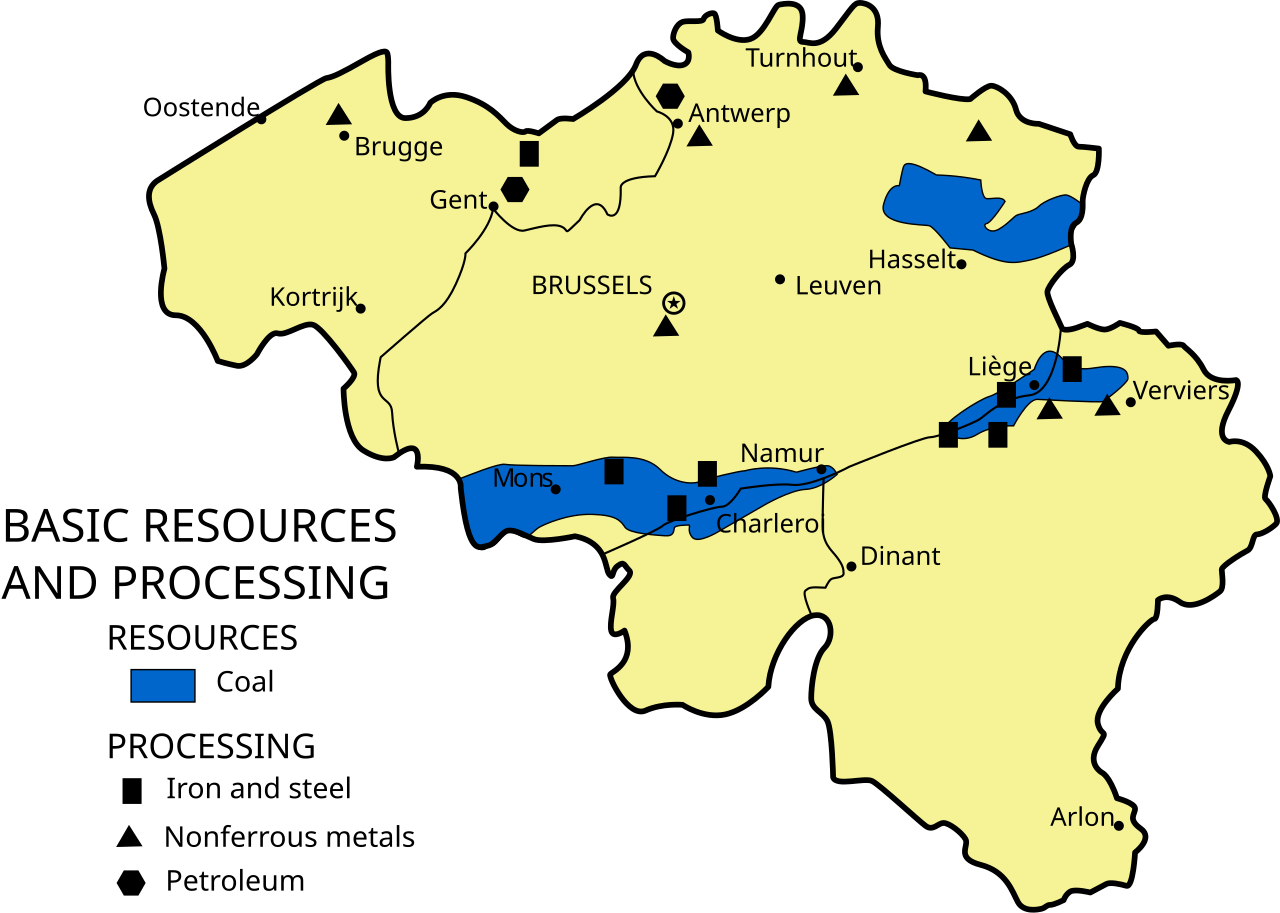 Turnhout
Oostende
Antwerp
Brugge
Gent
Hasselt
BRUSSELS
Leuven
Kortrijk
Liège
Verviers
Namur
Mons
Charleroi
Dinant
Arlon
BASIC RESOURCES
AND PROCESSING
RESOURCES
Coal
PROCESSING
Iron and steel
Nonferrous metals
Petroleum